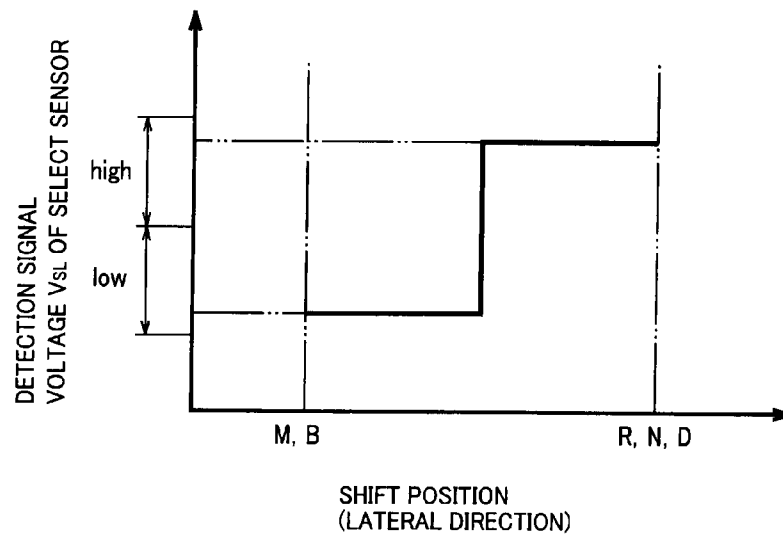 DETECTION SIGNAL
VOLTAGE VSL OF SELECT SENSOR
high
low
M, B
R, N, D
SHIFT POSITION
(LATERAL DIRECTION)